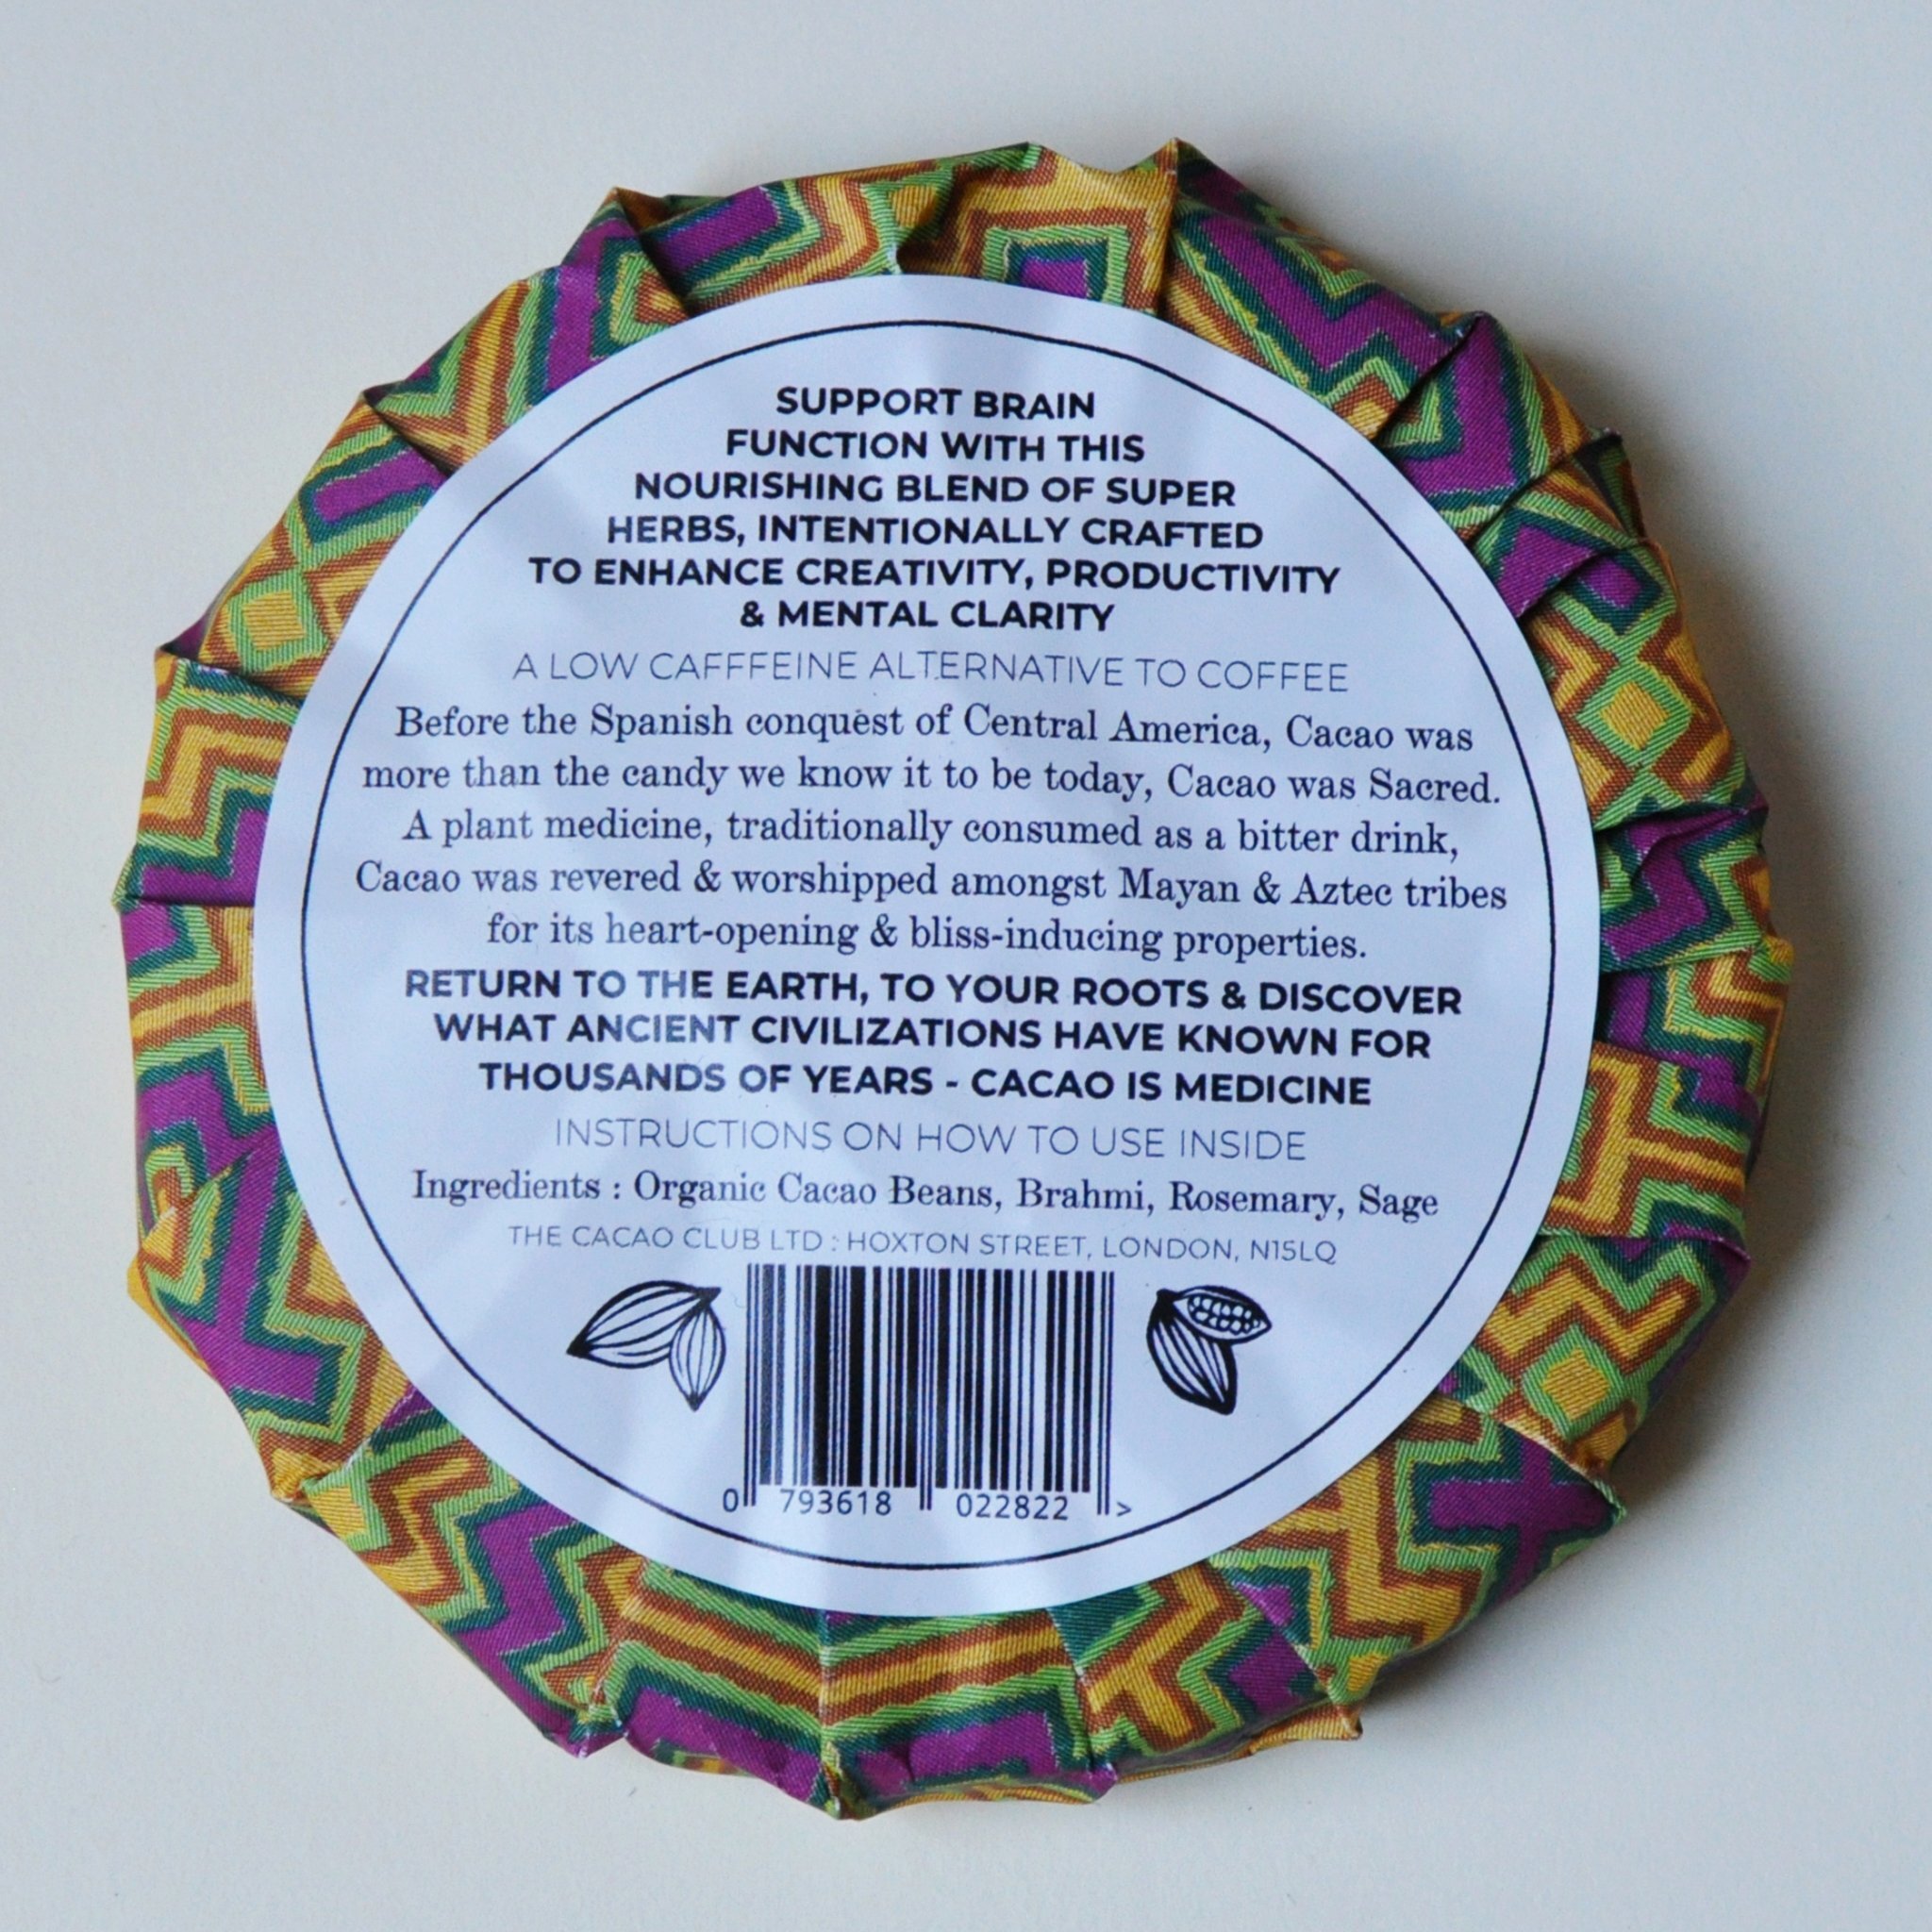 SUPPORT BRAIN
FUNCTION WITH THIS
NOURISHING BLEND OF SUPER
HERBS, INTENTIONALLY CRAFTED
TO ENHANCE CREATIVITY, PRODUCTIVITY
& MENTAL CLARITY
A LOW CAFFFEINE ALTERNATIVE TO COFFEE
Before the Spanish conquest of Central America, Cacao was
more than the candy we know it to be today, Cacao was Sacred.
A plant medicine, traditionally consumed as a bitter drink,
Cacao was revered & worshipped amongst Mayan & Aztec tribes
for its heart-opening & bliss-inducing properties.
RETURN TO THE EARTH, TO YOUR ROOTS & DISCOVER
WHAT ANCIENT CIVILIZATIONS HAVE KNOWN FOR
THOUSANDS OF YEARS - CACAO IS MEDICINE
INSTRUCTIONS ON HOW TO USE INSIDE
Ingredients : Organic Cacao Beans, Brahmi, Rosemary, Sage
THE CACAO CLUB LTD : HOXTON STREET, LONDON, N15LQ
0 793618 022822 >